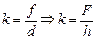 k = f/d ⇒ k = F/h